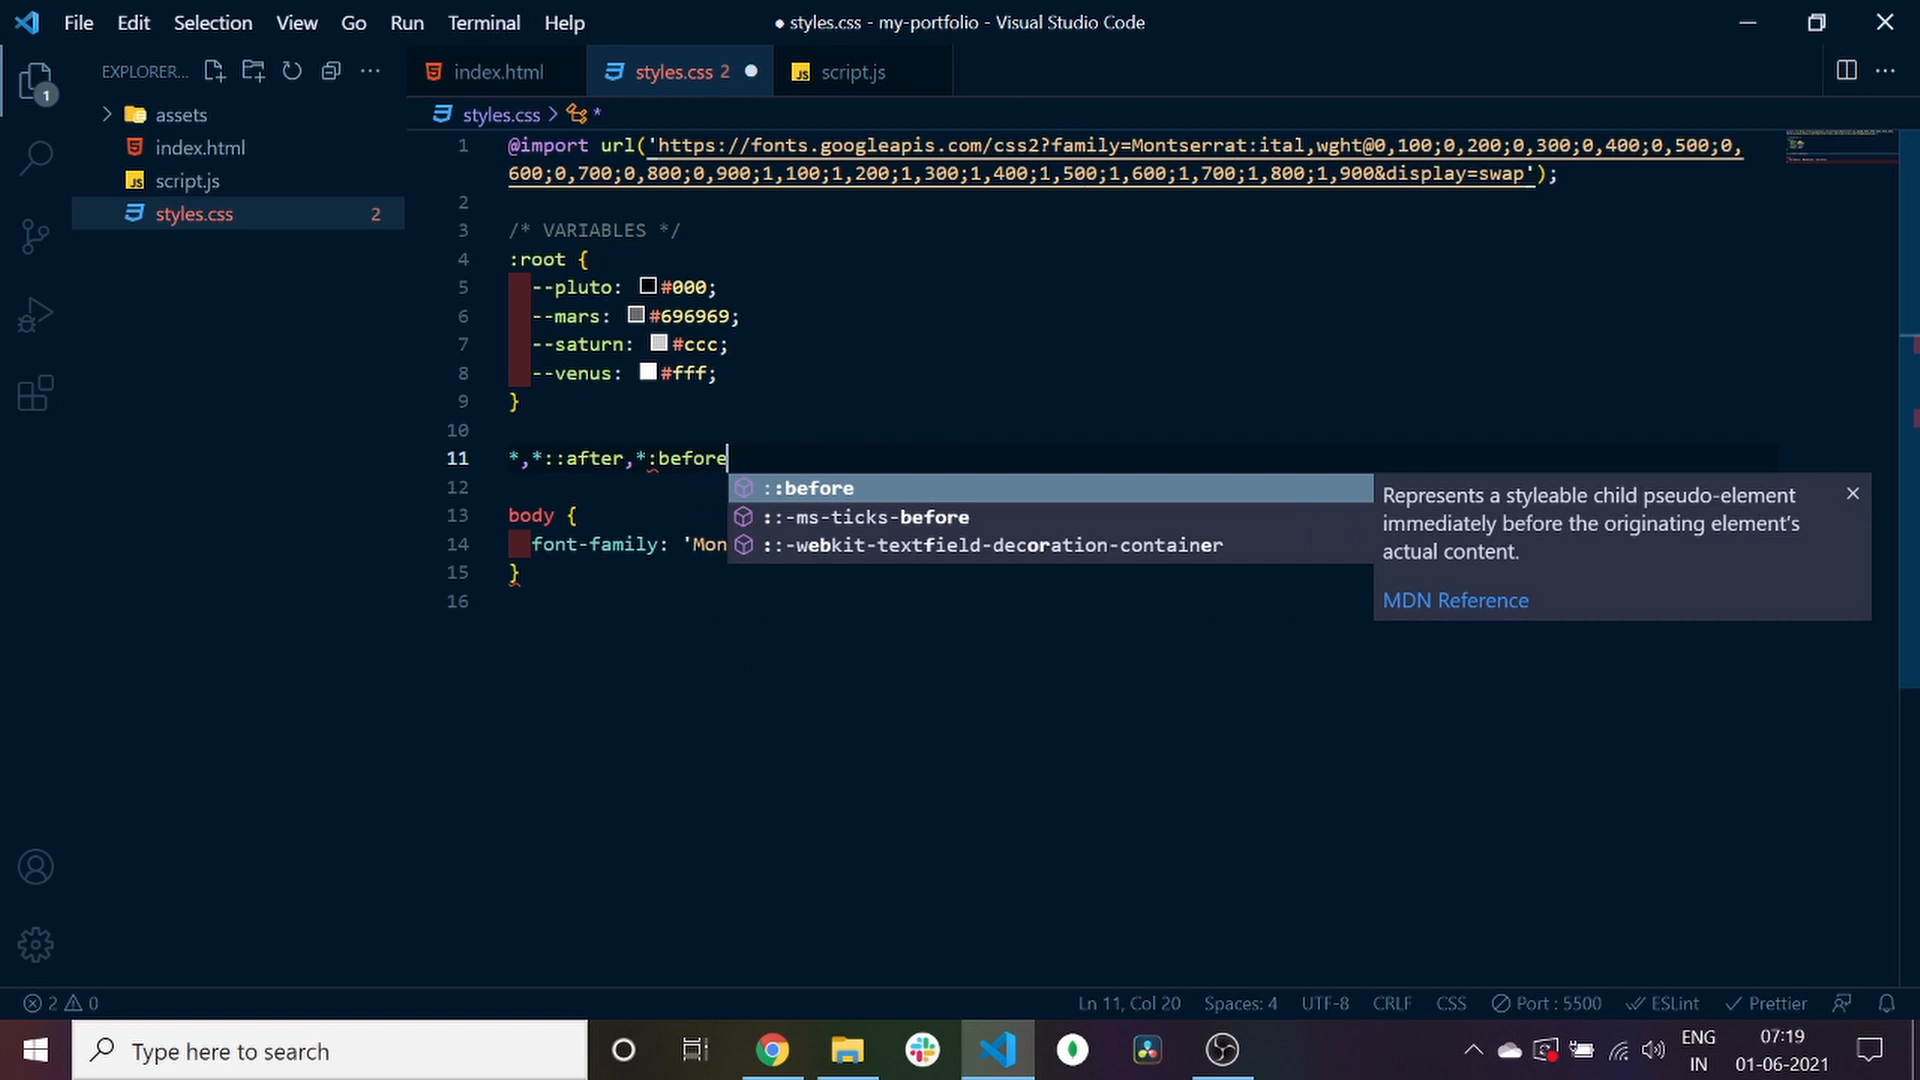 File Edit Selection View Go Run Terminal Help
● styles.css - my-portfolio - Visual Studio Code
EXPLORER...
index.html
styles.css 2
JS script.js
1
styles.css > *
assets
index.html
JS script.js
styles.css 2
1 @import url('https://fonts.googleapis.com/css2?family=Montserrat:ital,wght@0,100;0,200;0,300;0,400;0,500;0,
600;0,700;0,800;0,900;1,100;1,200;1,300;1,400;1,500;1,600;1,700;1,800;1,900&display=swap');
2
3 /* VARIABLES */
4 :root {
5 --pluto: #000;
6 --mars: #696969;
7 --saturn: #ccc;
8 --venus: #fff;
9 }
10
11 *,*::after,*:before
12
13 body {
14 font-family: 'Mon
15 }
16
::before
::-ms-ticks-before
::-webkit-textfield-decoration-container
Represents a styleable child pseudo-element
immediately before the originating element's
actual content.
MDN Reference
2 0
Ln 11, Col 20 Spaces: 4 UTF-8 CRLF CSS Port : 5500 ESLint Prettier
Type here to search
ENG
IN
07:19
01-06-2021